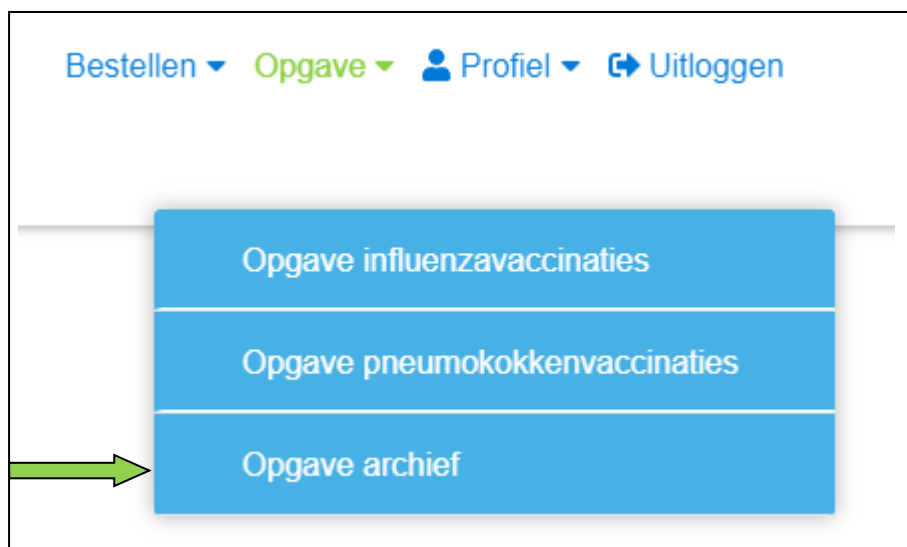 Bestellen Opgave Profiel Uitloggen
Opgave influenzavaccinaties
Opgave pneumokokkenvaccinaties
Opgave archief